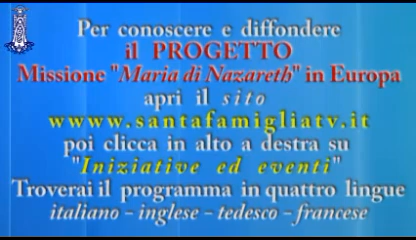 Per conoscere e diffondere
il PROGETTO
Missione "Maria di Nazareth" in Europa
apri il sito
www.santafamigliatv.it
poi clicca in alto a destra su
"Iniziative ed eventi"
Troverai il programma in quattro lingue
italiano - inglese - tedesco - francese